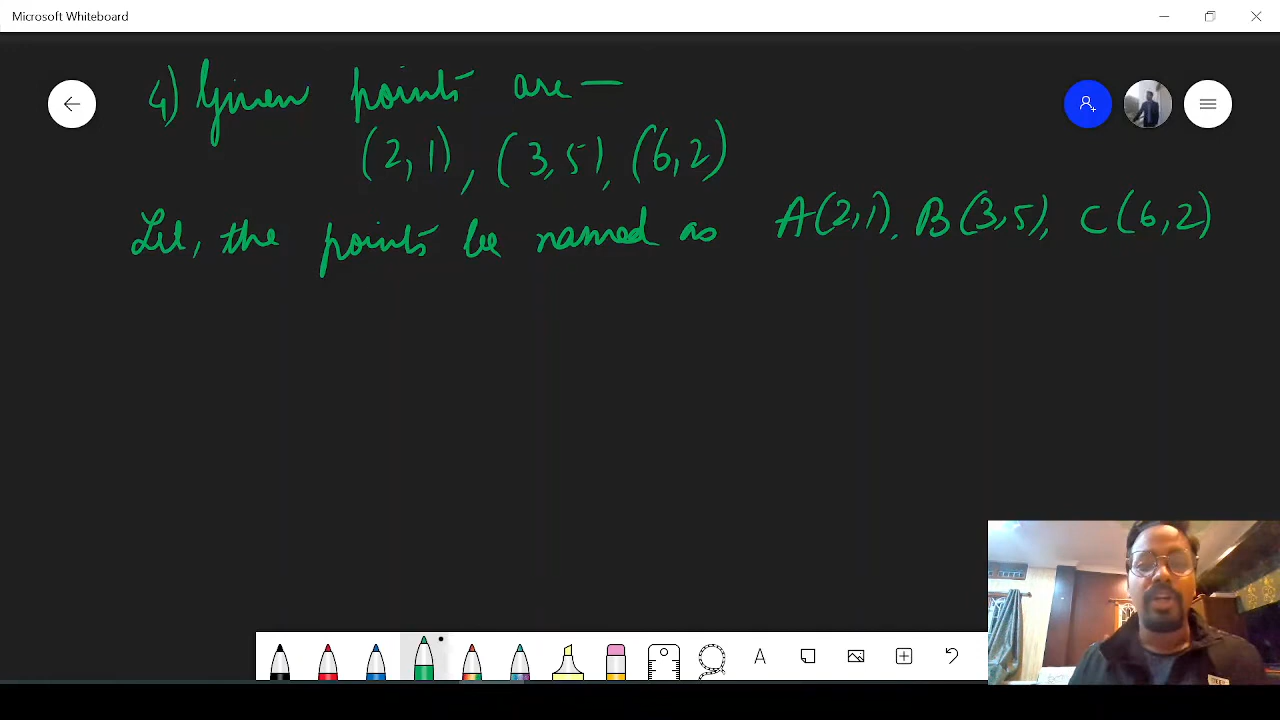 Microsoft Whiteboard
4) Given points are —
(2, 1), (3, 5), (6, 2)
Let, the points be named as A(2,1), B(3,5), C(6,2)
A